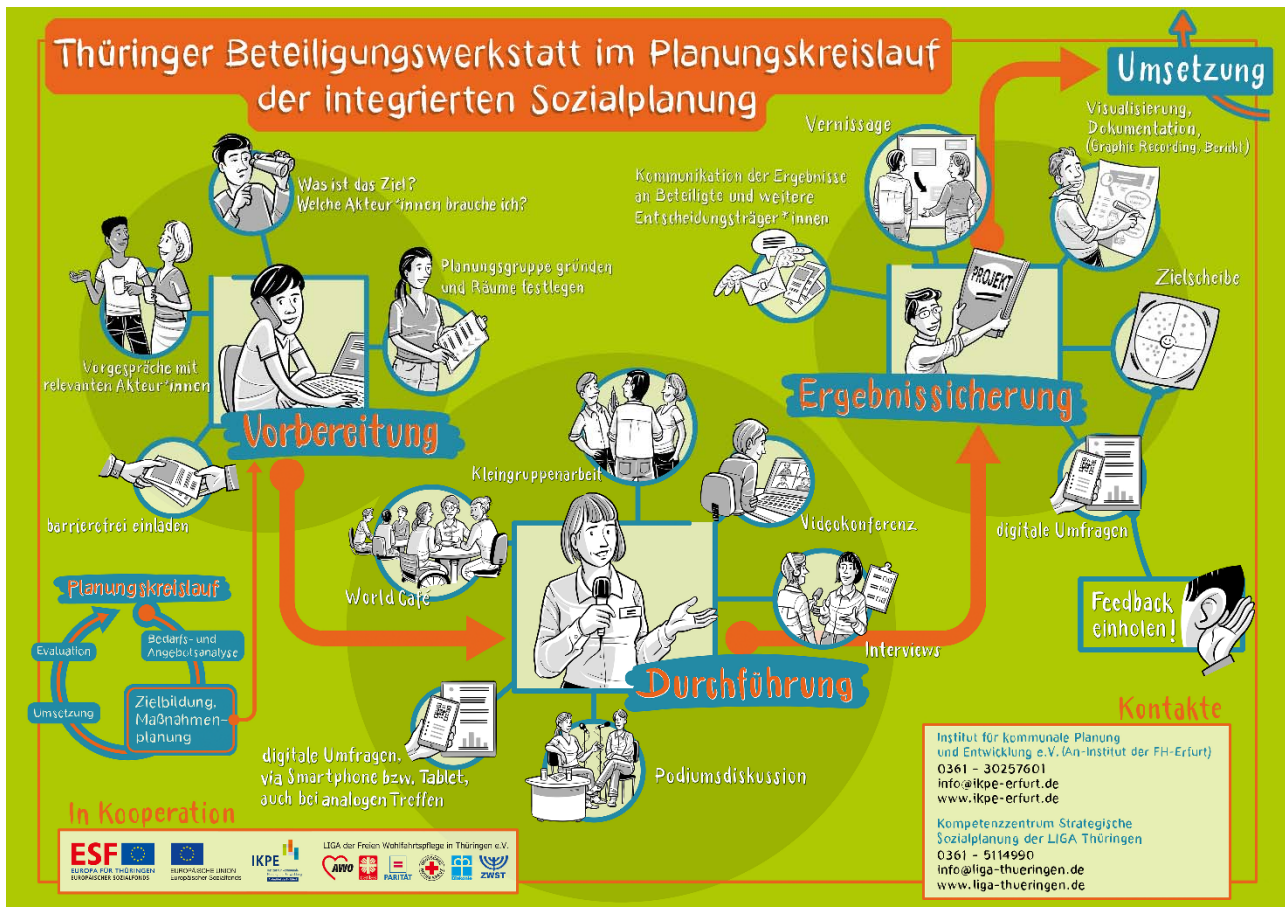 Thüringer Beteiligungswerkstatt im Planungskreislauf
der integrierten Sozialplanung
Umsetzung
Was ist das Ziel?
Welche Akteur*innen brauche ich?
Planungsgruppe gründen
und Räume festlegen
Vorgespräche mit
relevanten Akteur*innen
Vorbereitung
barrierefrei einladen
Vernissage
Visualisierung,
Dokumentation,
(Graphic Recording, Bericht)
Kommunikation der Ergebnisse
an Beteiligte und weitere
Entscheidungsträger*innen
PROJEKT
Zielscheibe
Ergebnissicherung
digitale Umfragen
Feedback
einholen!
Kleingruppenarbeit
Videokonferenz
World Café
Interviews
Durchführung
digitale Umfragen,
via Smartphone bzw. Tablet,
auch bei analogen Treffen
Podiumsdiskussion
Planungskreislauf
Bedarfs- und
Angebotsanalyse
Zielbildung,
Maßnahmen-
planung
Umsetzung
Evaluation
In Kooperation
ESF
EUROPA FÜR THÜRINGEN
EUROPÄISCHER SOZIALFONDS
EUROPÄISCHE UNION
Europäischer Sozialfonds
IKPE
LIGA der Freien Wohlfahrtspflege in Thüringen e.V.
AWO
PARITÄT
Diakonie
ZWST
Kontakte
Institut für kommunale Planung
und Entwicklung e.V. (An-Institut der FH-Erfurt)
0361 - 30257601
info@ikpe-erfurt.de
www.ikpe-erfurt.de
Kompetenzzentrum Strategische
Sozialplanung der LIGA Thüringen
0361 - 5114990
info@liga-thueringen.de
www.liga-thueringen.de